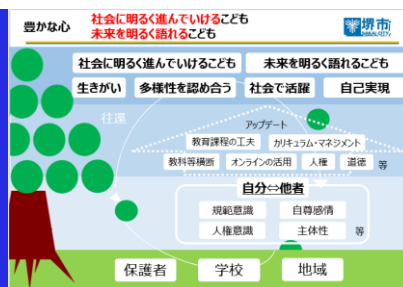 豊かな心
社会に明るく進んでいけるこども
未来を明るく語れるこども
堺市
社会に明るく進んでいけるこども
未来を明るく語れるこども
生きがい
多様性を認め合う
社会で活躍
自己実現
往還
アップデート
教育課程の工夫
カリキュラム・マネジメント
教科等横断
オンラインの活用
人権
道徳
等
自分⇔他者
規範意識
自尊感情
人権意識
主体性
等
保護者
学校
地域